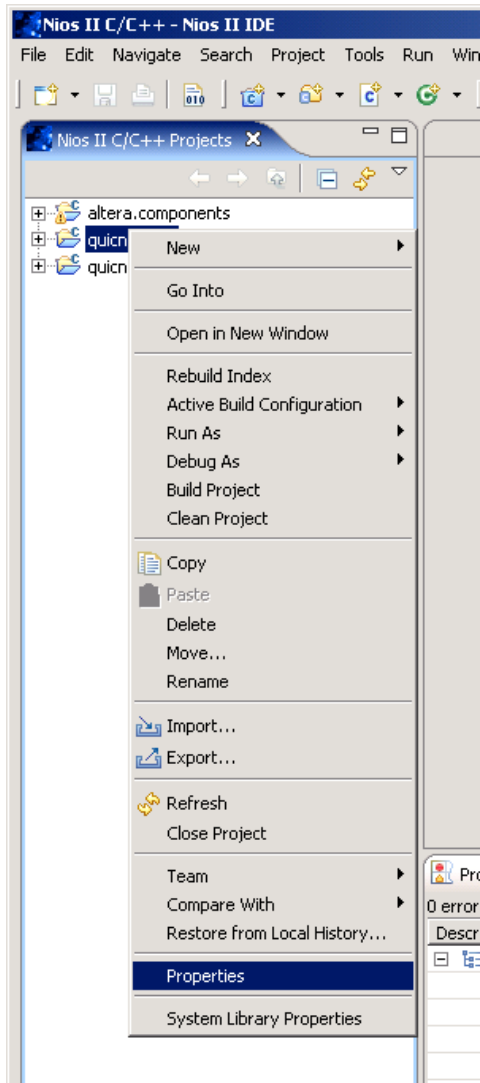 Nios II C/C++ - Nios II IDE
File Edit Navigate Search Project Tools Run Win
010
Nios II C/C++ Projects
altera.components
quicn
quicn
New
Go Into
Open in New Window
Rebuild Index
Active Build Configuration
Run As
Debug As
Build Project
Clean Project
Copy
Paste
Delete
Move...
Rename
Import...
Export...
Refresh
Close Project
Team
Compare With
Restore from Local History...
Properties
System Library Properties
Pro
0 error
Descr